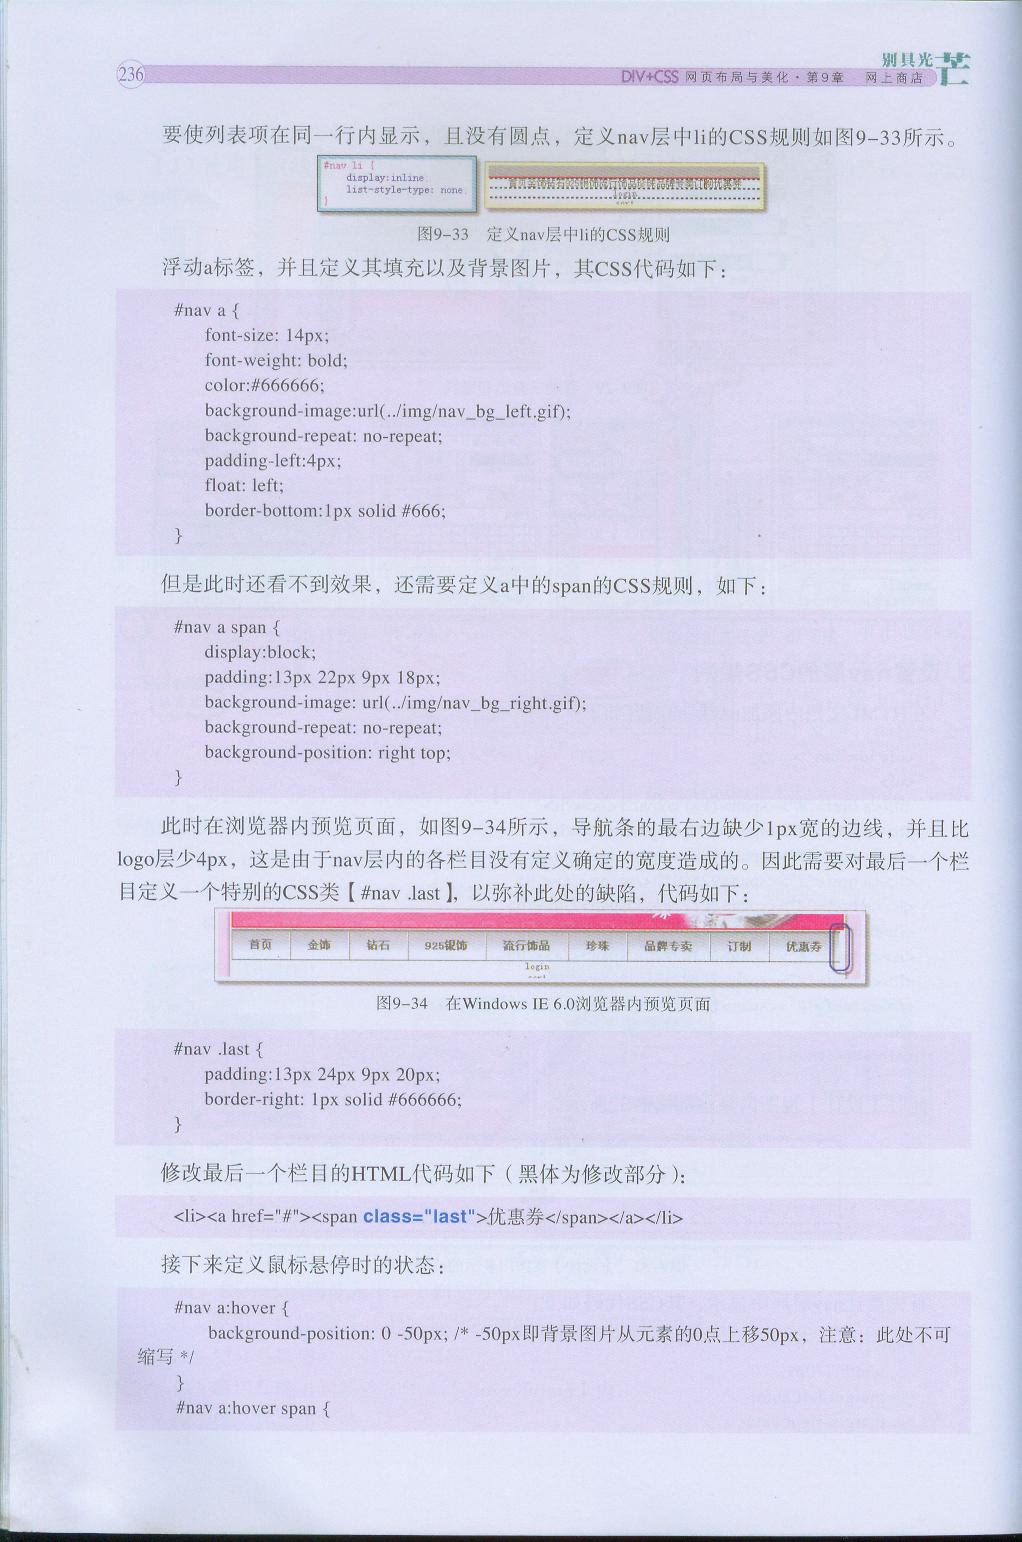 236
别具光芒
DIV+CSS 网页布局与美化·第9章 网上商店
要使列表项在同一行内显示，且没有圆点，定义nav层中li的CSS规则如图9-33所示。
#nav li {
display:inline;
list-style-type: none;
}
login
图9-33 定义nav层中li的CSS规则
浮动a标签，并且定义其填充以及背景图片，其CSS代码如下：
#nav a {
font-size: 14px;
font-weight: bold;
color:#666666;
background-image:url(../img/nav_bg_left.gif);
background-repeat: no-repeat;
padding-left:4px;
float: left;
border-bottom:1px solid #666;
}
但是此时还看不到效果，还需要定义a中的span的CSS规则，如下：
#nav a span {
display:block;
padding:13px 22px 9px 18px;
background-image: url(../img/nav_bg_right.gif);
background-repeat: no-repeat;
background-position: right top;
}
此时在浏览器内预览页面，如图9-34所示，导航条的最右边缺少1px宽的边线，并且比
logo层少4px，这是由于nav层内的各栏目没有定义确定的宽度造成的。因此需要对最后一个栏
目定义一个特别的CSS类【#nav .last】，以弥补此处的缺陷，代码如下：
首页 金饰 钻石 925银饰 流行饰品 珍珠 品牌专卖 订制 优惠券
login
图9-34 在Windows IE 6.0浏览器内预览页面
#nav .last {
padding:13px 24px 9px 20px;
border-right: 1px solid #666666;
}
修改最后一个栏目的HTML代码如下（黑体为修改部分）：
<li><a href="#"><span class="last">优惠券</span></a></li>
接下来定义鼠标悬停时的状态：
#nav a:hover {
background-position: 0 -50px; /* -50px即背景图片从元素的0点上移50px，注意：此处不可
缩写 */
}
#nav a:hover span {